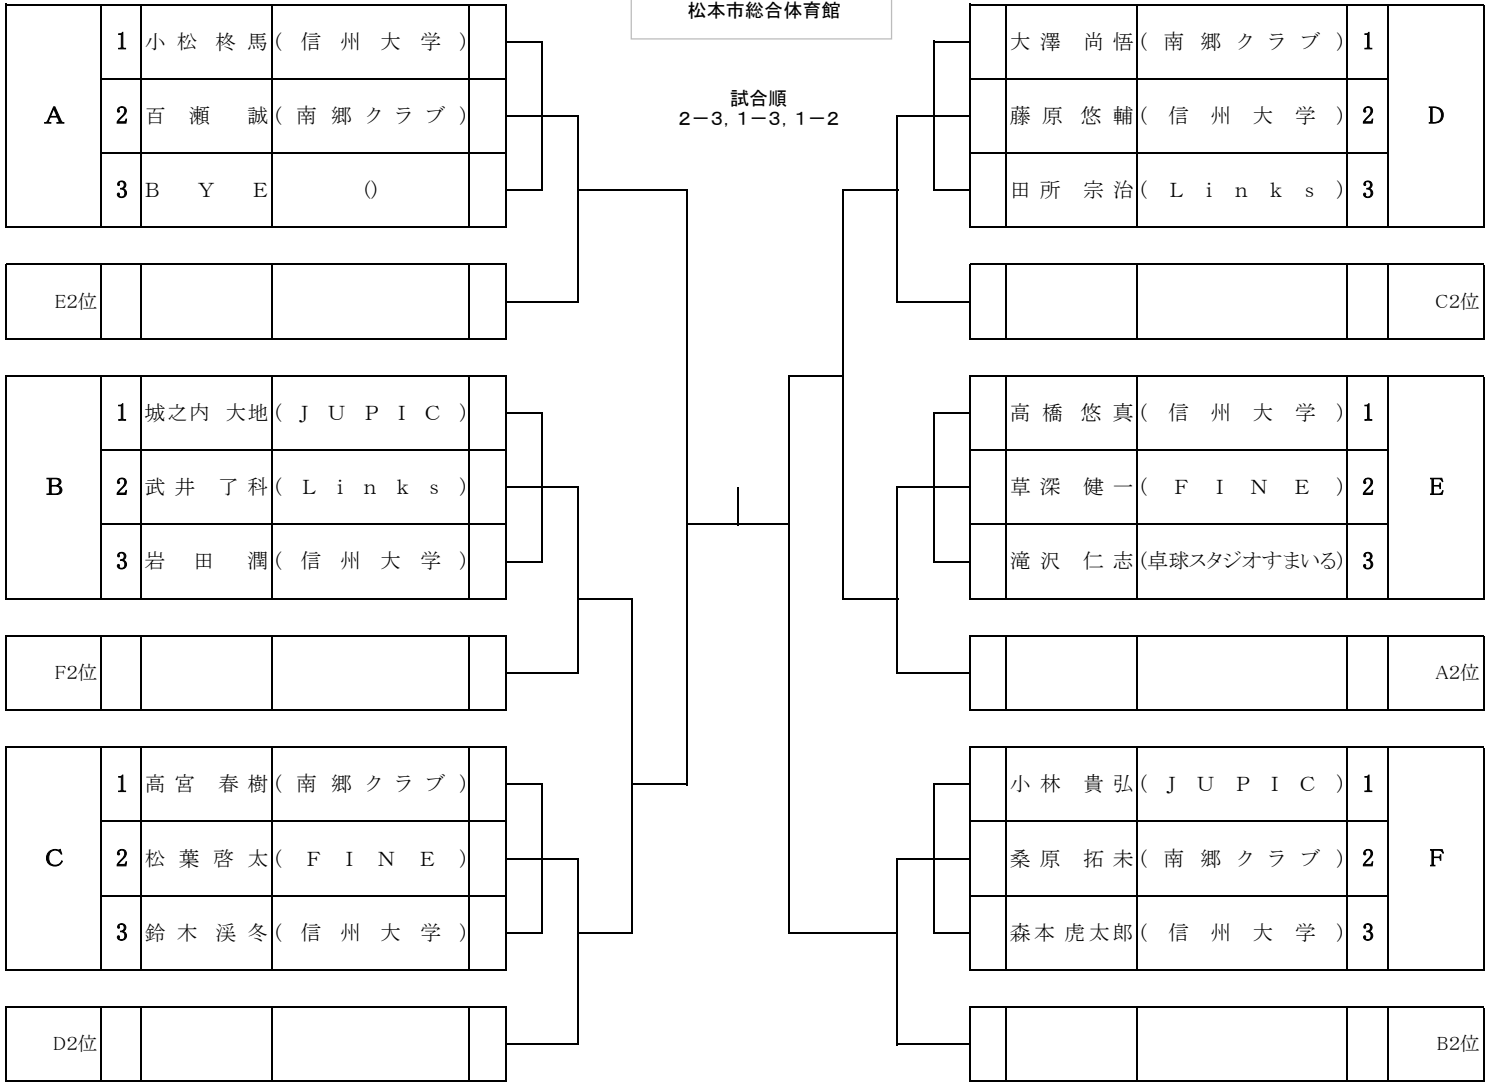 松本市総合体育館
試合順
2－3, 1－3, 1－2
A
1 小松 柊馬 (信州大学)
2 百瀬 誠 (南郷クラブ)
3 BYE ()
E2位
B
1 城之内 大地 (JUPIC)
2 武井 了科 (Links)
3 岩田 潤 (信州大学)
F2位
C
1 高宮 春樹 (南郷クラブ)
2 松葉 啓太 (FINE)
3 鈴木 渓冬 (信州大学)
D2位
大澤 尚悟 (南郷クラブ) 1
藤原 悠輔 (信州大学) 2
田所 宗治 (Links) 3
D
C2位
高橋 悠真 (信州大学) 1
草深 健一 (FINE) 2
滝沢 仁志 (卓球スタジオすまいる) 3
E
A2位
小林 貴弘 (JUPIC) 1
桑原 拓未 (南郷クラブ) 2
森本 虎太郎 (信州大学) 3
F
B2位